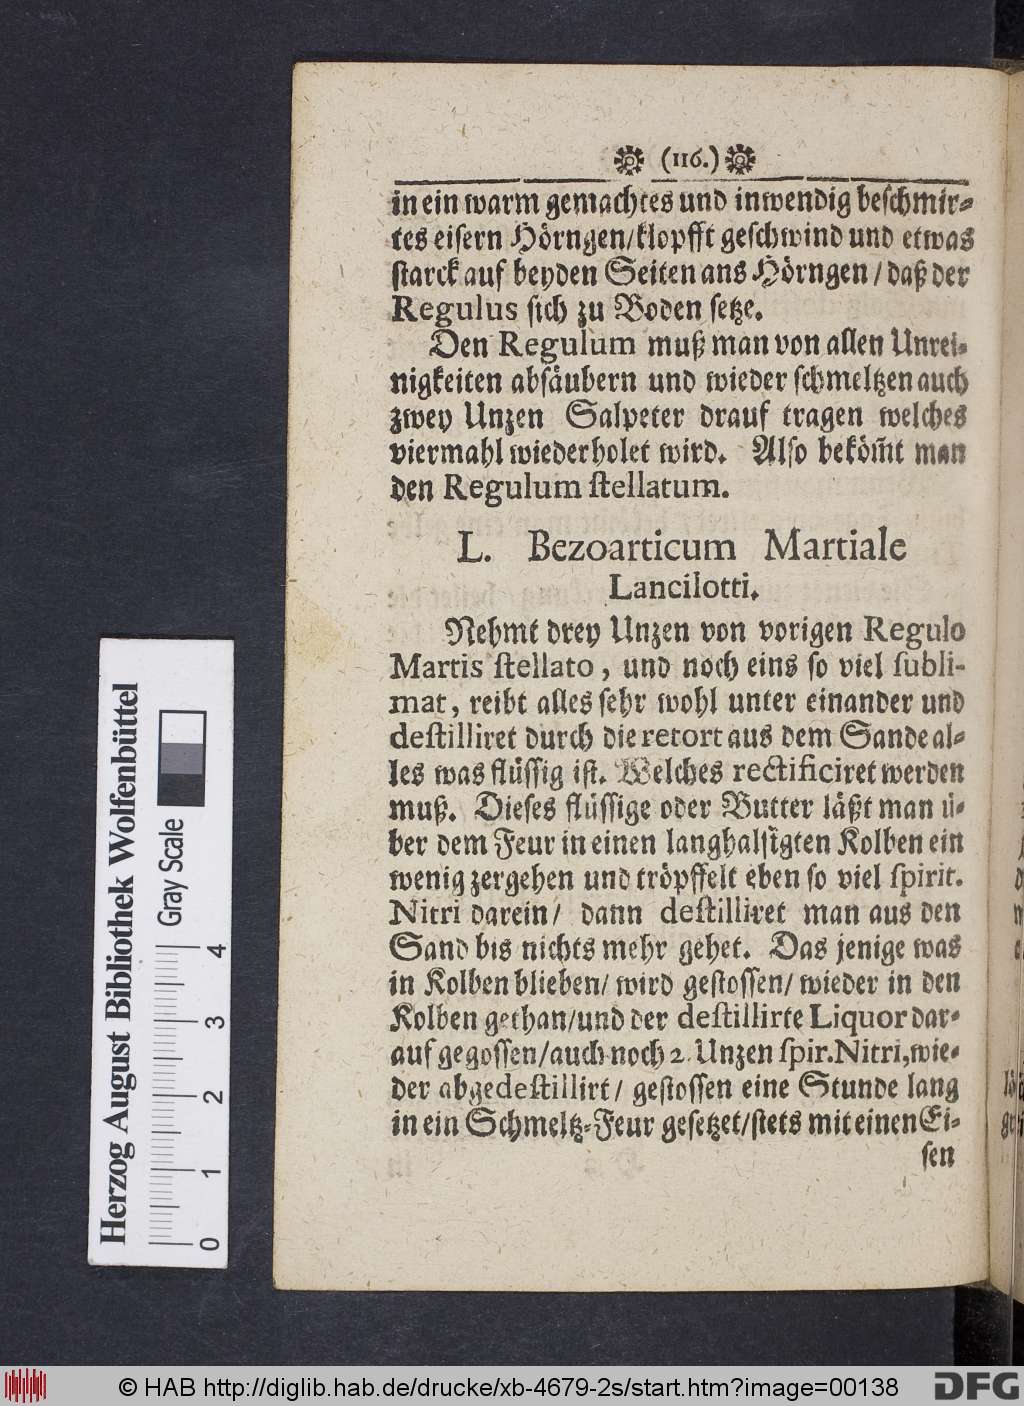 (116.)
in ein warm gemachtes und inwendig beschmir-
tes eisern Hörngen/klopfft geschwind und etwas
starck auf beyden Seiten ans Hörngen / daß der
Regulus sich zu Boden setze.
Den Regulum muß man von allen Unrei-
nigkeiten absäubern und wieder schmeltzen auch
zwey Unzen Salpeter drauf tragen welches
viermahl wiederholet wird. Also beköm̃t man
den Regulum stellatum.
L. Bezoarticum Martiale
Lancilotti.
Nehmt drey Unzen von vorigen Regulo
Martis stellato, und noch eins so viel subli-
mat, reibt alles sehr wohl unter einander und
destilliret durch die retort aus dem Sande al-
les was flüssig ist. Welches rectificiret werden
muß. Dieses flüssige oder Butter läßt man ü-
ber dem Feur in einen langhalsigten Kolben ein
wenig zergehen und tröpffelt eben so viel spirit.
Nitri darein/ dann destilliret man aus den
Sand bis nichts mehr gehet. Das jenige was
in Kolben blieben/ wird gestossen/ wieder in den
Kolben gethan/und der destillirte Liquor dar-
auf gegossen/auch noch 2. Unzen spir. Nitri, wie-
der abgedestillirt/ gestossen eine Stunde lang
in ein Schmeltz-Feur gesetzet/stets mit einen Ei-
sen
Herzog August Bibliothek Wolfenbüttel
Gray Scale
0 1 2 3 4
© HAB http://diglib.hab.de/drucke/xb-4679-2s/start.htm?image=00138
DFG